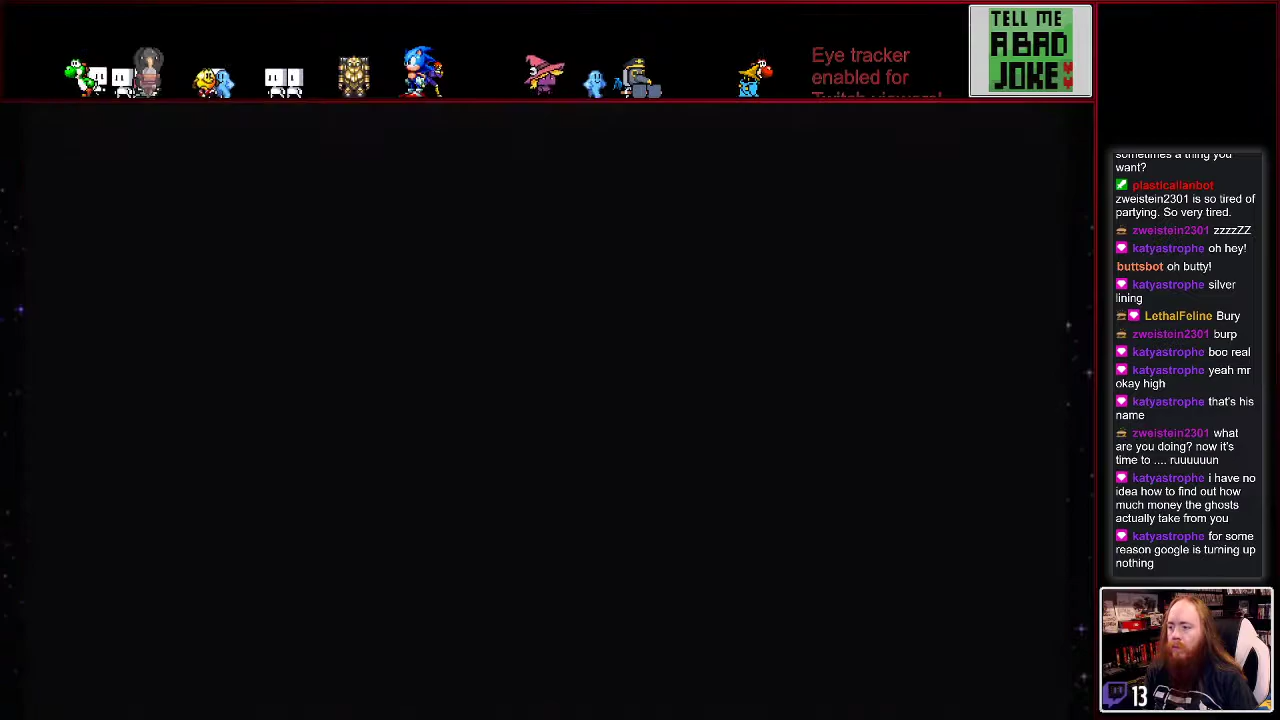 TELL ME
A BAD
JOKE
Eye tracker
enabled for
Twitch viewers!
sometimes a thing you
want?
plasticallanbot
zweistein2301 is so tired of
partying. So very tired.
zweistein2301 zzzzZZ
katyastrophe oh hey!
buttsbot oh butty!
katyastrophe silver
lining
LethalFeline Bury
zweistein2301 burp
katyastrophe boo real
katyastrophe yeah mr
okay high
katyastrophe that's his
name
zweistein2301 what
are you doing? now it's
time to .... ruuuuuun
katyastrophe i have no
idea how to find out how
much money the ghosts
actually take from you
katyastrophe for some
reason google is turning up
nothing
13